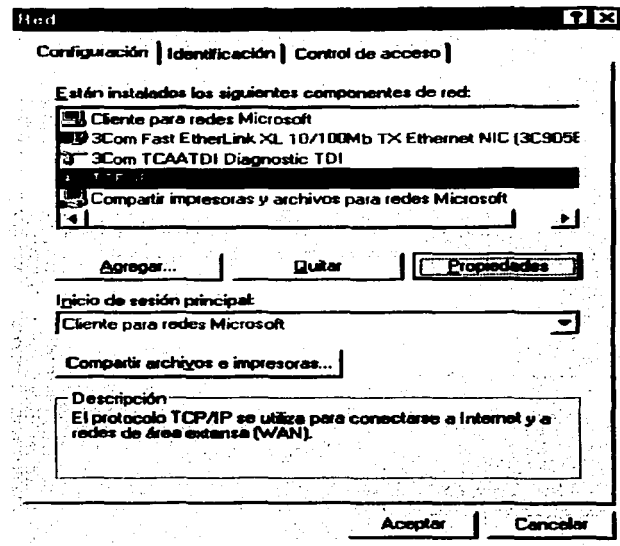 Red
Configuración Identificación Control de acceso
Están instalados los siguientes componentes de red:
Cliente para redes Microsoft
3Com Fast EtherLink XL 10/100Mb TX Ethernet NIC (3C905B
3Com TCAATDI Diagnostic TDI
Compartir impresoras y archivos para redes Microsoft
Agregar... Quitar Propiedades
Inicio de sesión principal:
Cliente para redes Microsoft
Compartir archivos e impresoras...
Descripción
El protocolo TCP/IP se utiliza para conectarse a Internet y a
redes de área extensa (WAN).
Aceptar Cancelar